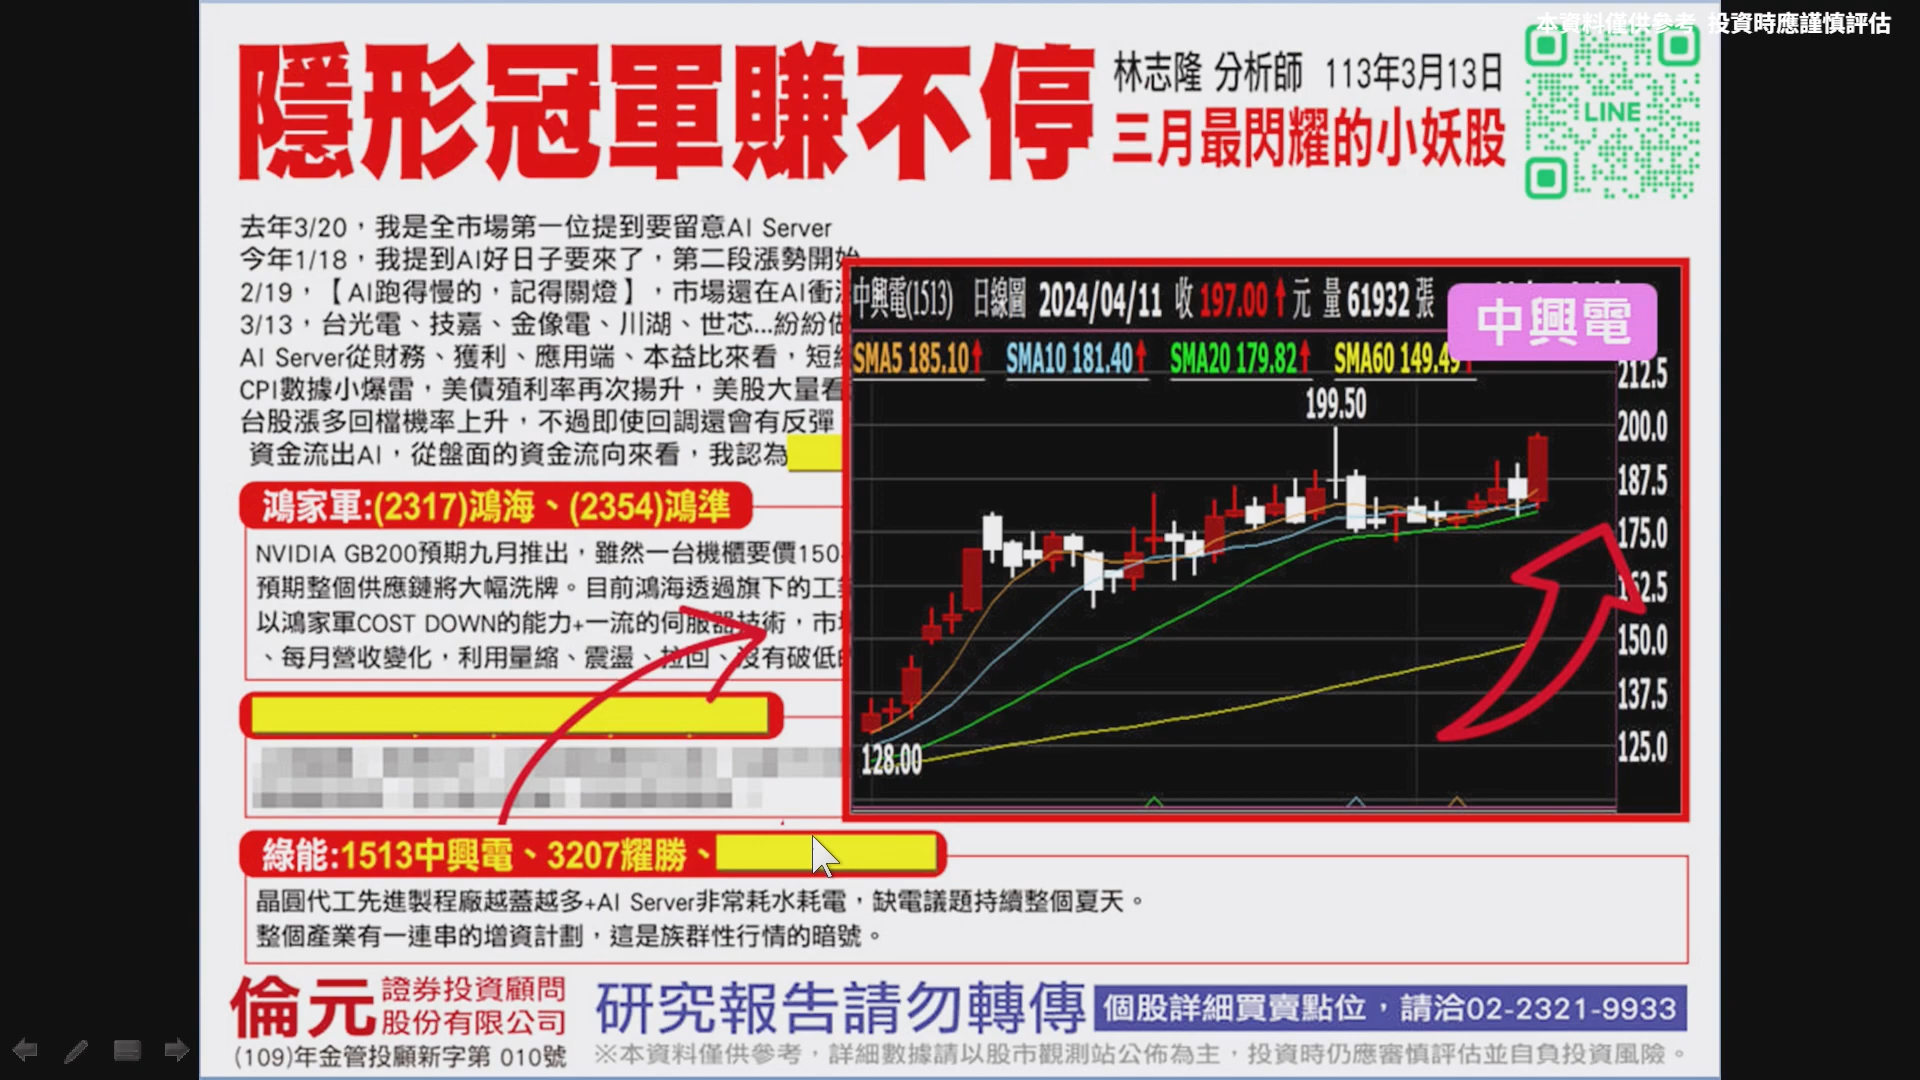 本資料僅供參考 投資時應謹慎評估
隱形冠軍賺不停
林志隆 分析師 113年3月13日
三月最閃耀的小妖股
LINE
去年3/20，我是全市場第一位提到要留意AI Server
今年1/18，我提到AI好日子要來了，第二段漲勢開始
2/19，【AI跑得慢的，記得關燈】，市場還在AI衝
3/13，台光電、技嘉、金像電、川湖、世芯...紛紛
AI Server從財務、獲利、應用端、本益比來看，短
CPI數據小爆雷，美債殖利率再次揚升，美股大量看
台股漲多回檔機率上升，不過即使回調還會有反彈
資金流出AI，從盤面的資金流向來看，我認為
中興電(1513) 日線圖 2024/04/11 收 197.00 元 量 61932 張
中興電
SMA5 185.10 SMA10 181.40 SMA20 179.82 SMA60 149.49
212.5
199.50
200.0
187.5
175.0
162.5
150.0
137.5
125.0
128.00
鴻家軍:(2317)鴻海、(2354)鴻準
NVIDIA GB200預期九月推出，雖然一台機櫃要價150
預期整個供應鏈將大幅洗牌。目前鴻海透過旗下的工
以鴻家軍COST DOWN的能力+一流的伺服器技術，市
、每月營收變化，利用量縮、震盪、拉回、沒有破低
綠能:1513中興電、3207耀勝、
晶圓代工先進製程廠越蓋越多+AI Server非常耗水耗電，缺電議題持續整個夏天。
整個產業有一連串的增資計劃，這是族群性行情的暗號。
倫元 證券投資顧問
股份有限公司
(109)年金管投顧新字第 010號
研究報告請勿轉傳
個股詳細買賣點位，請洽02-2321-9933
※本資料僅供參考，詳細數據請以股市觀測站公佈為主，投資時仍應審慎評估並自負投資風險。